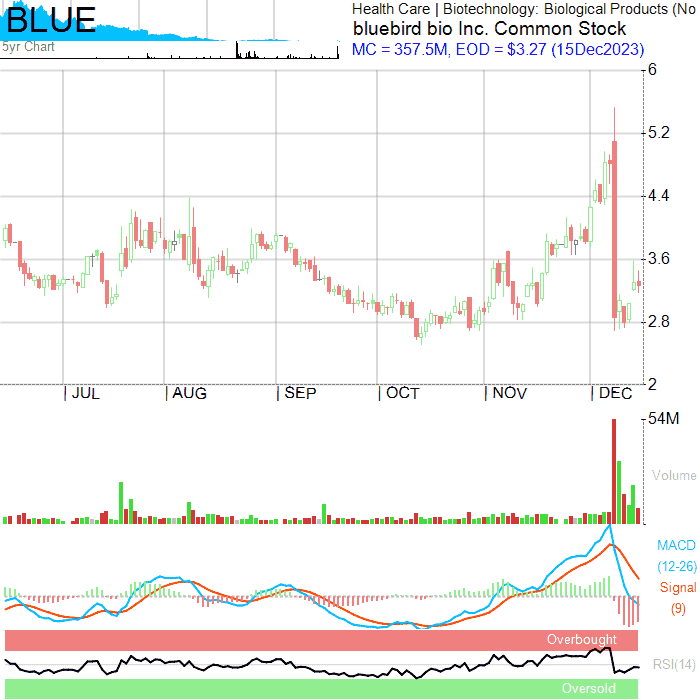 BLUE
5yr Chart
Health Care | Biotechnology: Biological Products (No
bluebird bio Inc. Common Stock
MC = 357.5M, EOD = $3.27 (15Dec2023)
6
5.2
4.4
3.6
2.8
2
| JUL | AUG | SEP | OCT | NOV | DEC
54M
Volume
MACD
(12-26)
Signal
(9)
Overbought
RSI(14)
Oversold